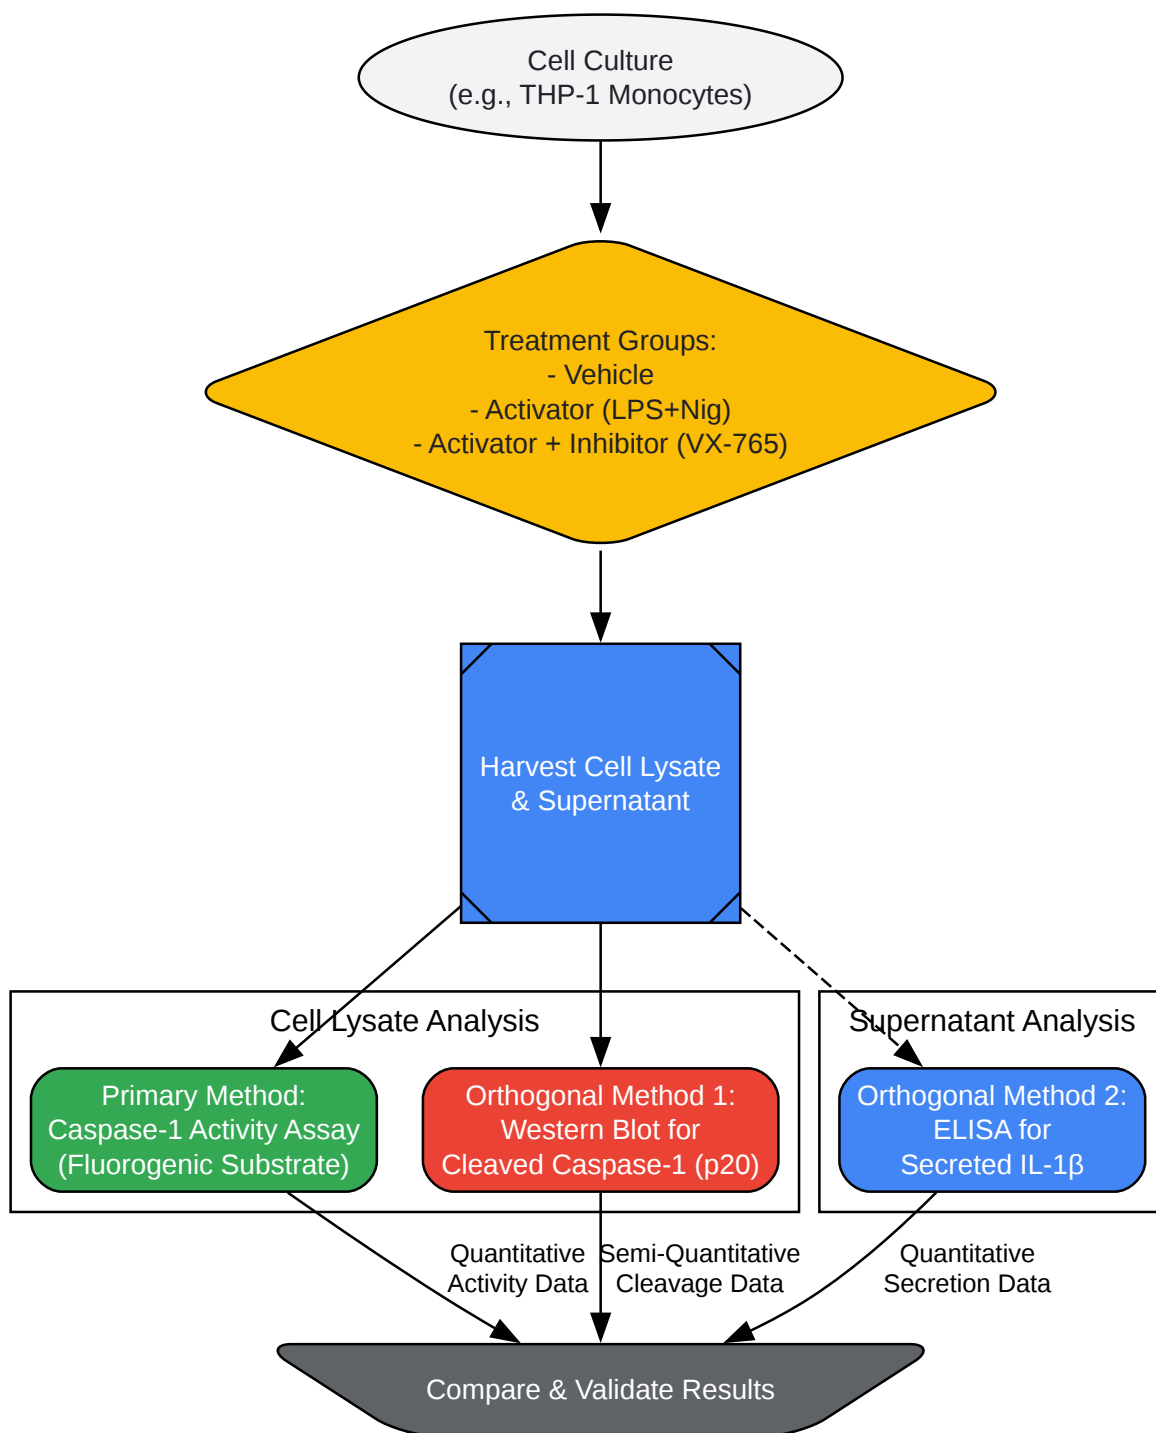 Cell Culture
(e.g., THP-1 Monocytes)
Treatment Groups:
- Vehicle
- Activator (LPS+Nig)
- Activator + Inhibitor (VX-765)
Harvest Cell Lysate
& Supernatant
Cell Lysate Analysis
Supernatant Analysis
Primary Method:
Caspase-1 Activity Assay
(Fluorogenic Substrate)
Orthogonal Method 1:
Western Blot for
Cleaved Caspase-1 (p20)
Orthogonal Method 2:
ELISA for
Secreted IL-1β
Quantitative
Activity Data
Semi-Quantitative
Cleavage Data
Quantitative
Secretion Data
Compare & Validate Results